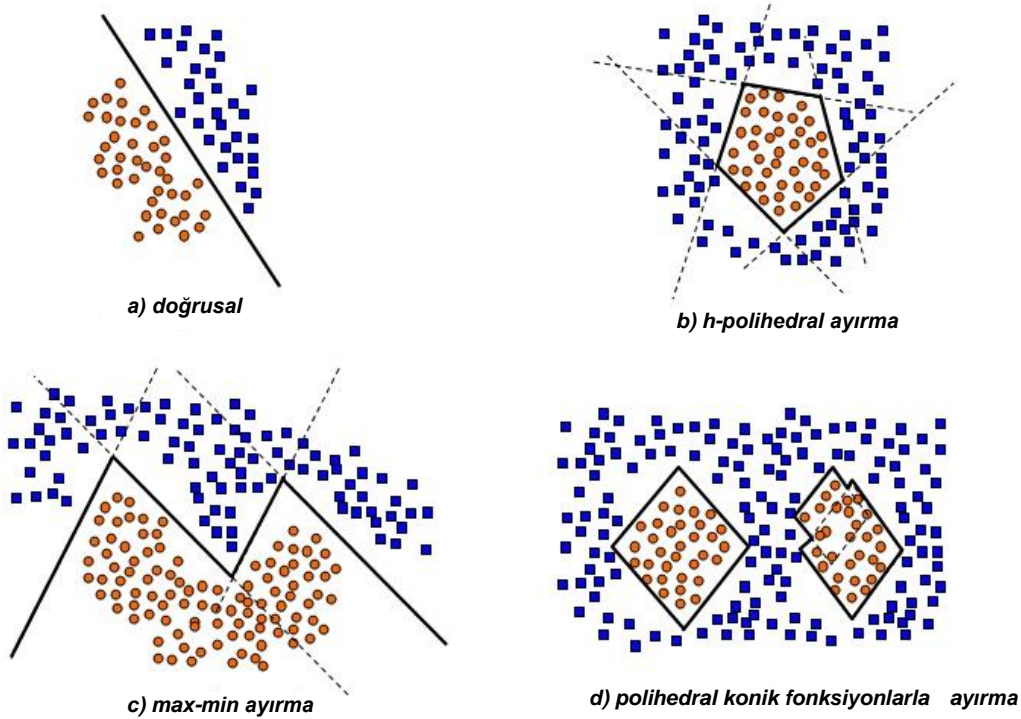 a) doğrusal
b) h-polihedral ayırma
c) max-min ayırma
d) polihedral konik fonksiyonlarla ayırma